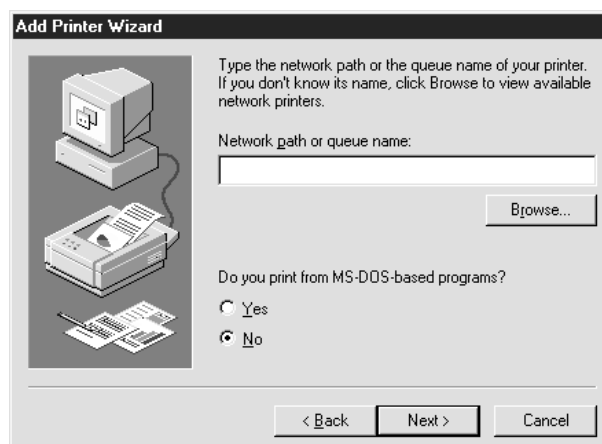 Add Printer Wizard
Type the network path or the queue name of your printer.
If you don't know its name, click Browse to view available
network printers.
Network path or queue name:
Browse...
Do you print from MS-DOS-based programs?
Yes
No
< Back
Next >
Cancel